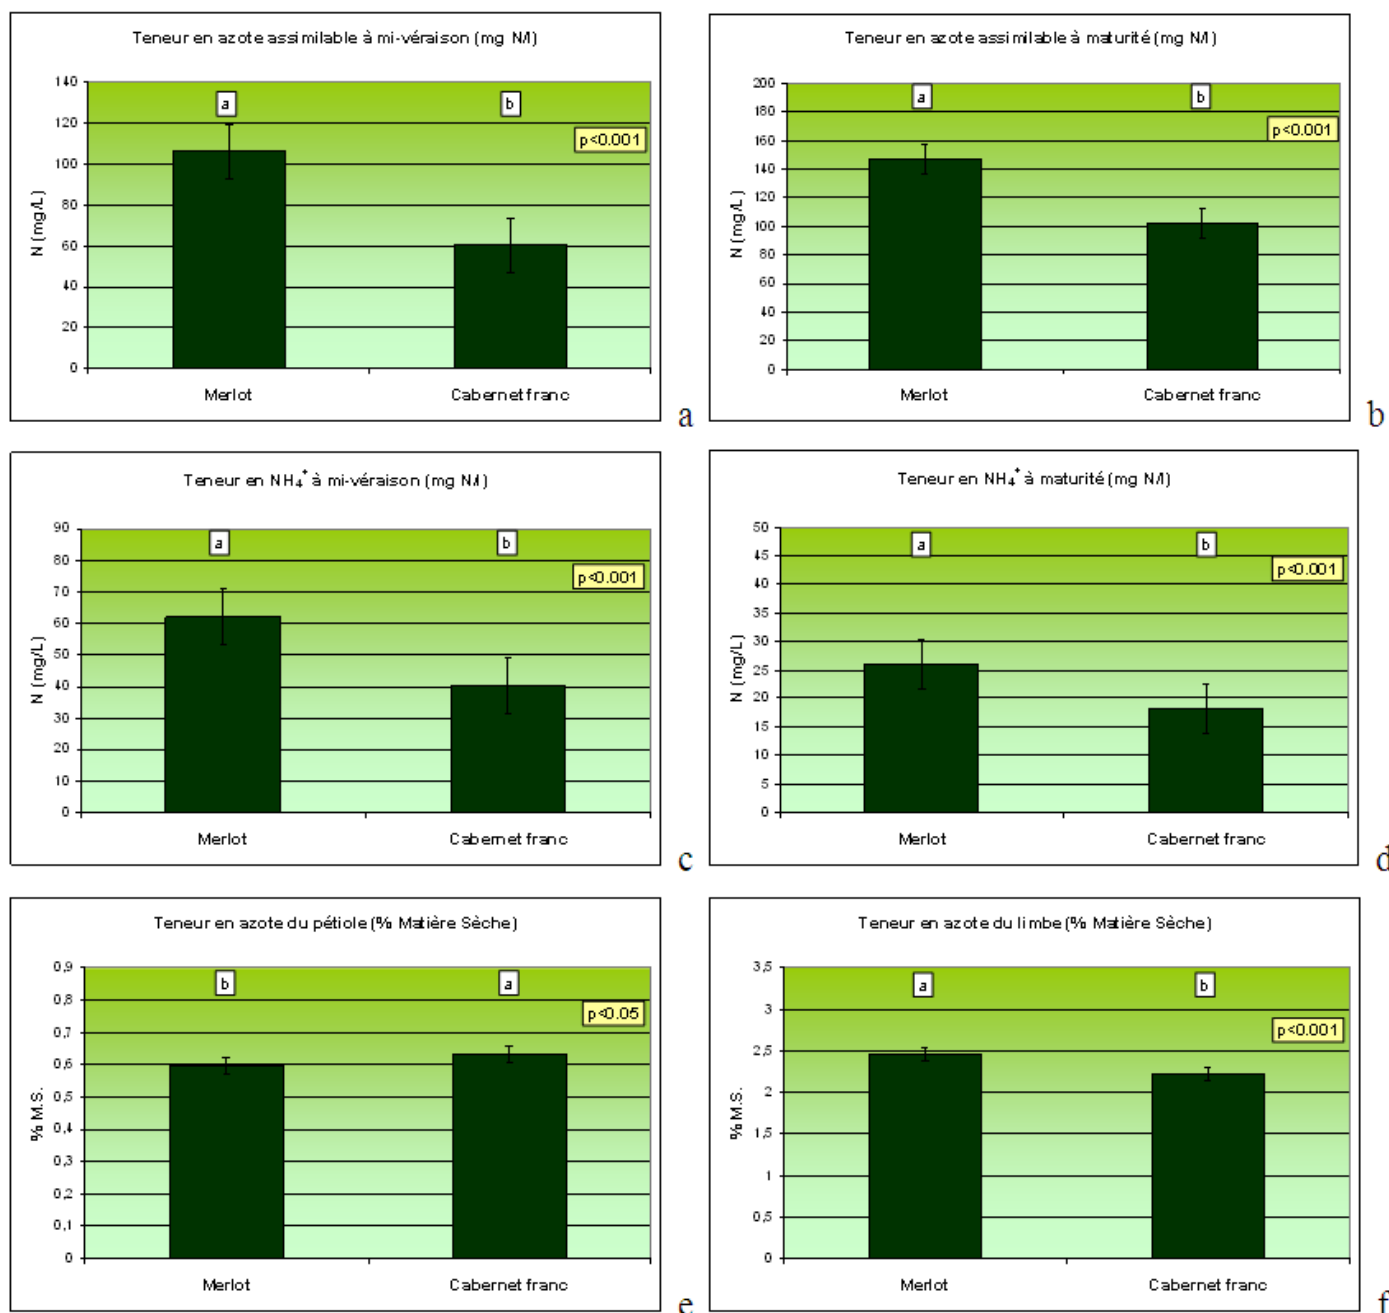 Teneur en azote assimilable à mi-véraison (mg N/l)
N (mg/L)
140
120
100
80
60
40
20
0
a
b
p<0.001
Merlot
Cabernet franc
a
Teneur en azote assimilable à maturité (mg N/l)
N (mg/L)
200
180
160
140
120
100
80
60
40
20
0
a
b
p<0.001
Merlot
Cabernet franc
b
Teneur en NH₄⁺ à mi-véraison (mg N/l)
N (mg/L)
90
80
70
60
50
40
30
20
10
0
a
b
p<0.001
Merlot
Cabernet franc
c
Teneur en NH₄⁺ à maturité (mg N/l)
N (mg/L)
50
45
40
35
30
25
20
15
10
5
0
a
b
p<0.001
Merlot
Cabernet franc
d
Teneur en azote du pétiole (% Matière Sèche)
% M.S.
0,9
0,8
0,7
0,6
0,5
0,4
0,3
0,2
0,1
0
b
a
p<0.05
Merlot
Cabernet franc
e
Teneur en azote du limbe (% Matière Sèche)
% M.S.
3,5
3
2,5
2
1,5
1
0,5
0
a
b
p<0.001
Merlot
Cabernet franc
f